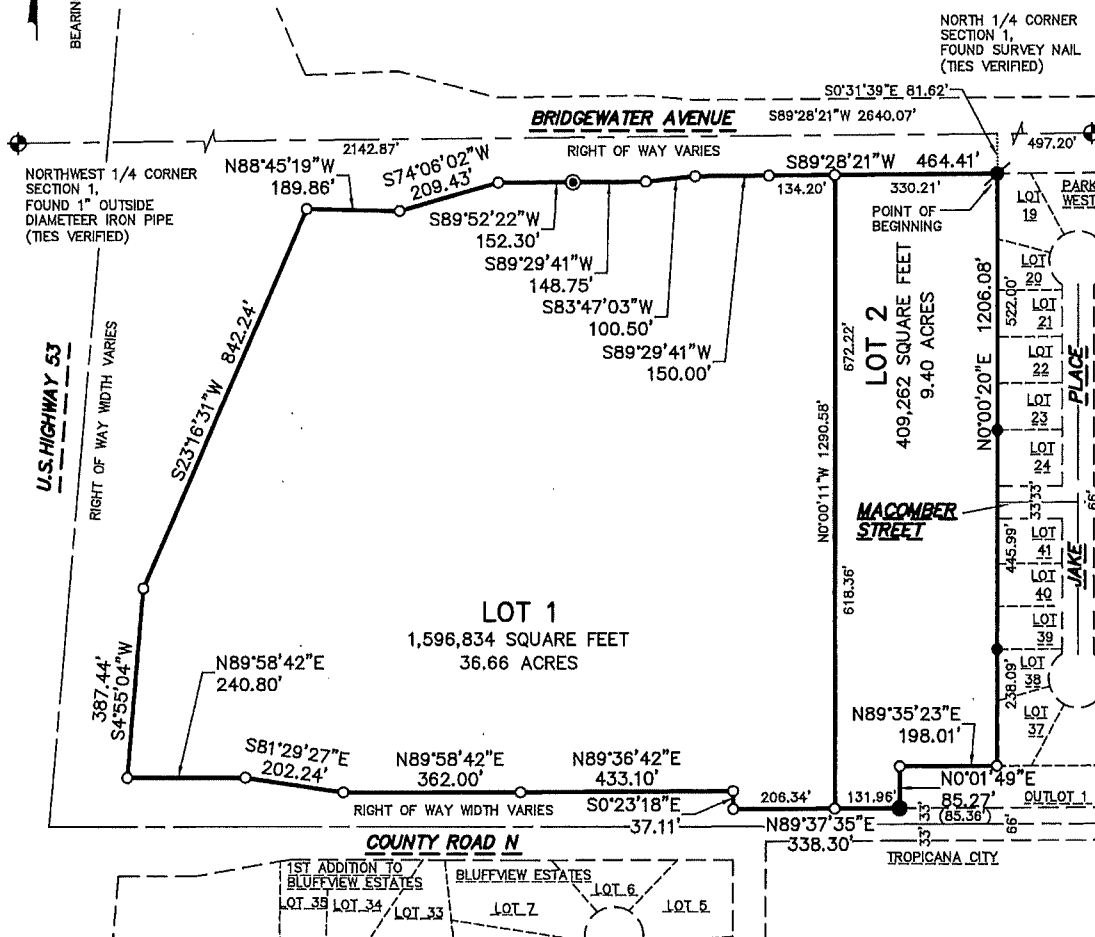 BEARIN
NORTH 1/4 CORNER
SECTION 1,
FOUND SURVEY NAIL
(TIES VERIFIED)
S0°31'39"E 81.62'
BRIDGEWATER AVENUE
S89°28'21"W 2640.07'
2142.87'
RIGHT OF WAY VARIES
497.20'
NORTHWEST 1/4 CORNER
SECTION 1,
FOUND 1" OUTSIDE
DIAMETEER IRON PIPE
(TIES VERIFIED)
N88°45'19"W
189.86'
S74°06'02"W
209.43'
S89°28'21"W 464.41'
134.20'
330.21'
POINT OF
BEGINNING
S89°52'22"W
152.30'
S89°29'41"W
148.75'
S83°47'03"W
100.50'
S89°29'41"W
150.00'
LOT
19
PARK
WEST
LOT
20
LOT
21
LOT
22
LOT
23
LOT
24
33'33'
66'
LOT
41
LOT
40
LOT
39
LOT
38
LOT
37
JAKE PLACE
N0°00'20"E 1206.08'
522.00'
445.99'
238.09'
LOT 2
409,262 SQUARE FEET
9.40 ACRES
672.22'
N0°00'11"W 1290.58'
618.36'
MACOMBER
STREET
U.S.HIGHWAY 53
RIGHT OF WAY WIDTH VARIES
S23°16'31"W 842.24'
LOT 1
1,596,834 SQUARE FEET
36.66 ACRES
387.44'
S4°55'04"W
N89°58'42"E
240.80'
S81°29'27"E
202.24'
N89°58'42"E
362.00'
N89°36'42"E
433.10'
S0°23'18"E
37.11'
RIGHT OF WAY WIDTH VARIES
206.34'
131.96'
N89°37'35"E
338.30'
N89°35'23"E
198.01'
N0°01'49"E
85.27'
(85.36')
33'
33'
66'
OUTLOT 1
TROPICANA CITY
COUNTY ROAD N
1ST ADDITION TO
BLUFFVIEW ESTATES
LOT 35
LOT 34
LOT 33
BLUFFVIEW ESTATES
LOT 7
LOT 6
LOT 5